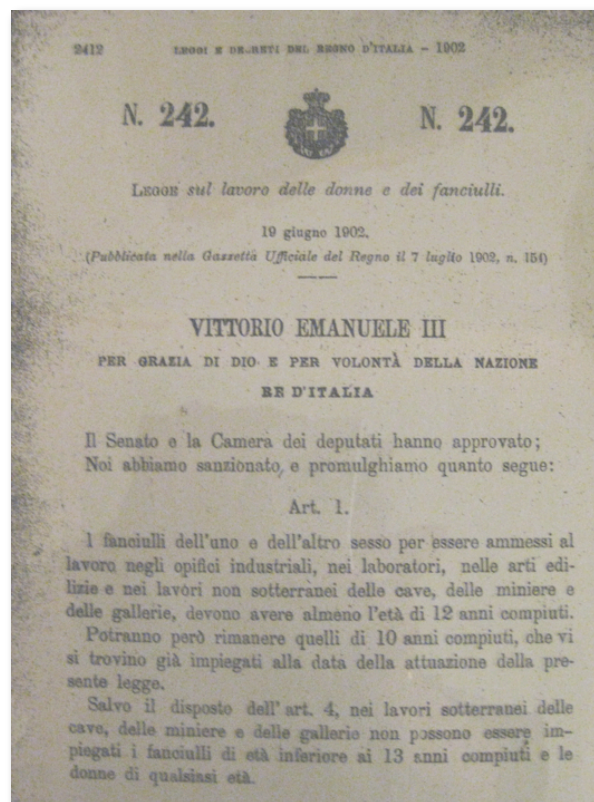 2412 LEGGI E DECRETI DEL REGNO D'ITALIA – 1902
N. 242. N. 242.
LEGGE sul lavoro delle donne e dei fanciulli.
19 giugno 1902.
(Pubblicata nella Gazzetta Ufficiale del Regno il 7 luglio 1902, n. 154)
VITTORIO EMANUELE III
PER GRAZIA DI DIO E PER VOLONTÀ DELLA NAZIONE
RE D'ITALIA
Il Senato e la Camera dei deputati hanno approvato;
Noi abbiamo sanzionato e promulghiamo quanto segue:
Art. 1.
I fanciulli dell'uno e dell'altro sesso per essere ammessi al
lavoro negli opifici industriali, nei laboratori, nelle arti edi-
lizie e nei lavori non sotterranei delle cave, delle miniere e
delle gallerie, devono avere almeno l'età di 12 anni compiuti.
Potranno però rimanere quelli di 10 anni compiuti, che vi
si trovino già impiegati alla data della attuazione della pre-
sente legge.
Salvo il disposto dell'art. 4, nei lavori sotterranei delle
cave, delle miniere e delle gallerie non possono essere im-
piegati i fanciulli di età inferiore ai 13 anni compiuti e le
donne di qualsiasi età.